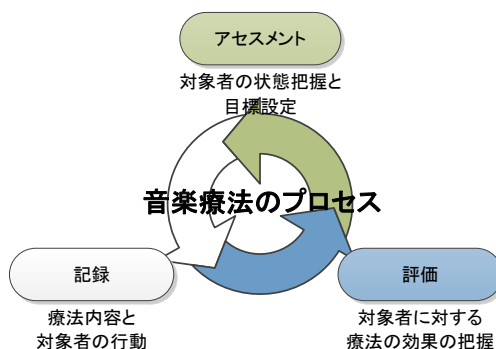 アセスメント
対象者の状態把握と
目標設定
音楽療法のプロセス
記録
療法内容と
対象者の行動
評価
対象者に対する
療法の効果の把握